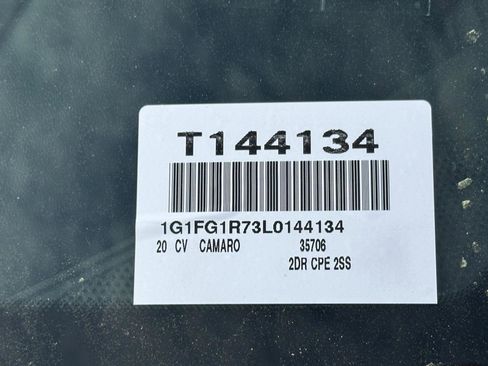 T144134
1G1FG1R73L0144134
20 CV CAMARO 35706
2DR CPE 2SS